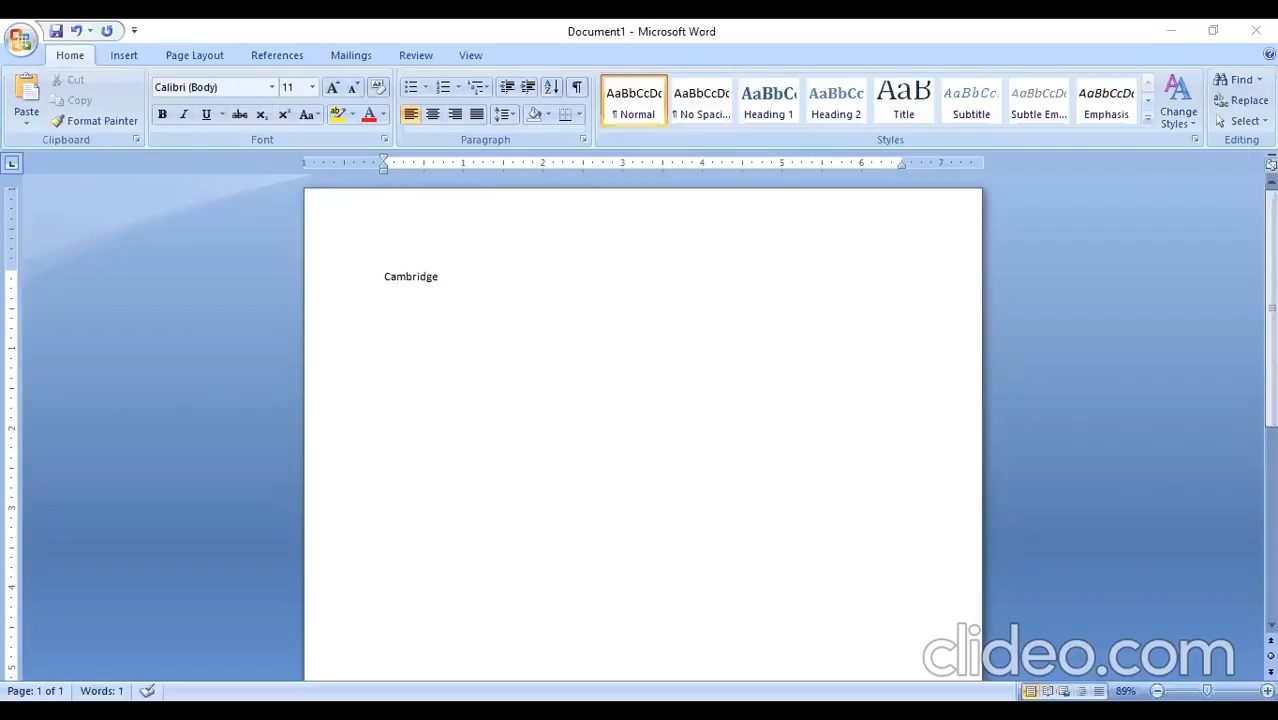 Document1 - Microsoft Word
Home Insert Page Layout References Mailings Review View
Paste
Cut
Copy
Format Painter
Clipboard
Calibri (Body) 11
Font
Paragraph
AaBbCcDc AaBbCcDc AaBbC AaBbCc AaB AaBbCc. AaBbCcDc AaBbCcDc
¶ Normal ¶ No Spaci... Heading 1 Heading 2 Title Subtitle Subtle Em... Emphasis
Change
Styles
Styles
Find
Replace
Select
Editing
Cambridge
clideo.com
Page: 1 of 1 Words: 1 89%